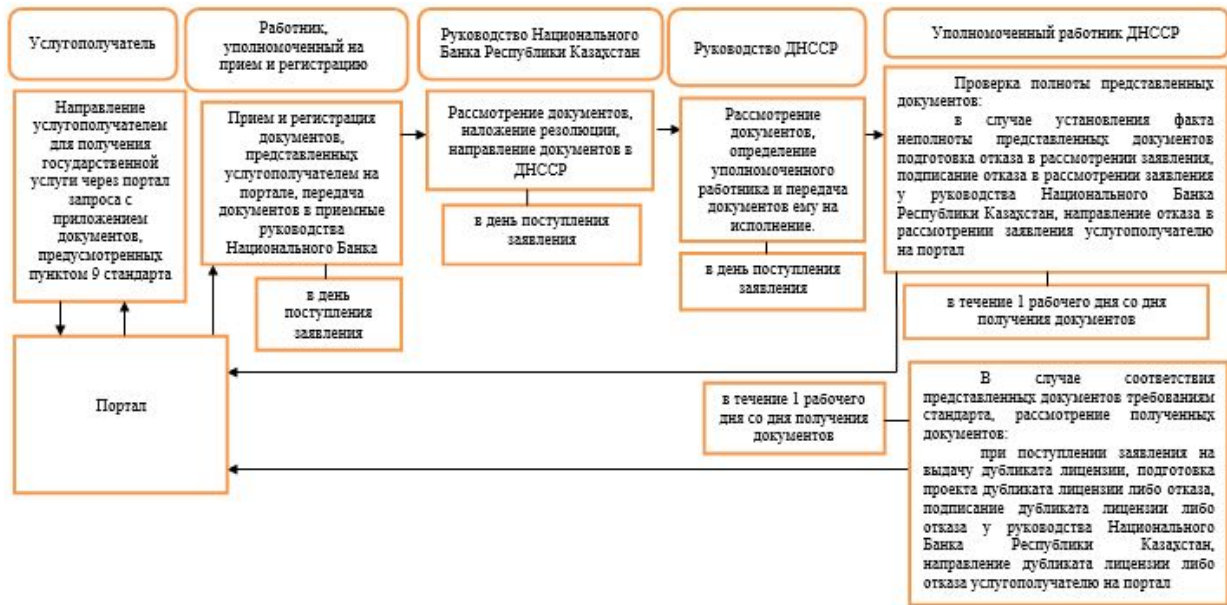 Услугополучатель
Работник,
уполномоченный на
прием и регистрацию
Руководство Национального
Банка Республики Казахстан
Руководство ДНССР
Уполномоченный работник ДНССР
Направление
услугополучателем
для получения
государственной
услуги через портал
запроса с
приложением
документов,
предусмотренных
пунктом 9 стандарта
Прием и регистрация
документов,
представленных
услугополучателем на
портале, передача
документов в приемные
руководства
Национального Банка
в день
поступления
заявления
Рассмотрение документов,
наложение резолюции,
направление документов в
ДНССР
в день поступления
заявления
Рассмотрение
документов,
определение
уполномоченного
работника и передача
документов ему на
исполнение.
в день поступления
заявления
Проверка полноты представленных
документов:
в случае установления факта
неполноты представленных документов
подготовка отказа в рассмотрении заявления,
подписание отказа в рассмотрении заявления
у руководства Национального Банка
Республики Казахстан, направление отказа в
рассмотрении заявления услугополучателю
на портал
в течение 1 рабочего дня со дня
получения документов
Портал
в течение 1 рабочего
дня со дня получения
документов
В случае соответствия
представленных документов требованиям
стандарта, рассмотрение полученных
документов:
при поступлении заявления на
выдачу дубликата лицензии, подготовка
проекта дубликата лицензии либо отказа,
подписание дубликата лицензии либо
отказа у руководства Национального
Банка Республики Казахстан,
направление дубликата лицензии либо
отказа услугополучателю на портал